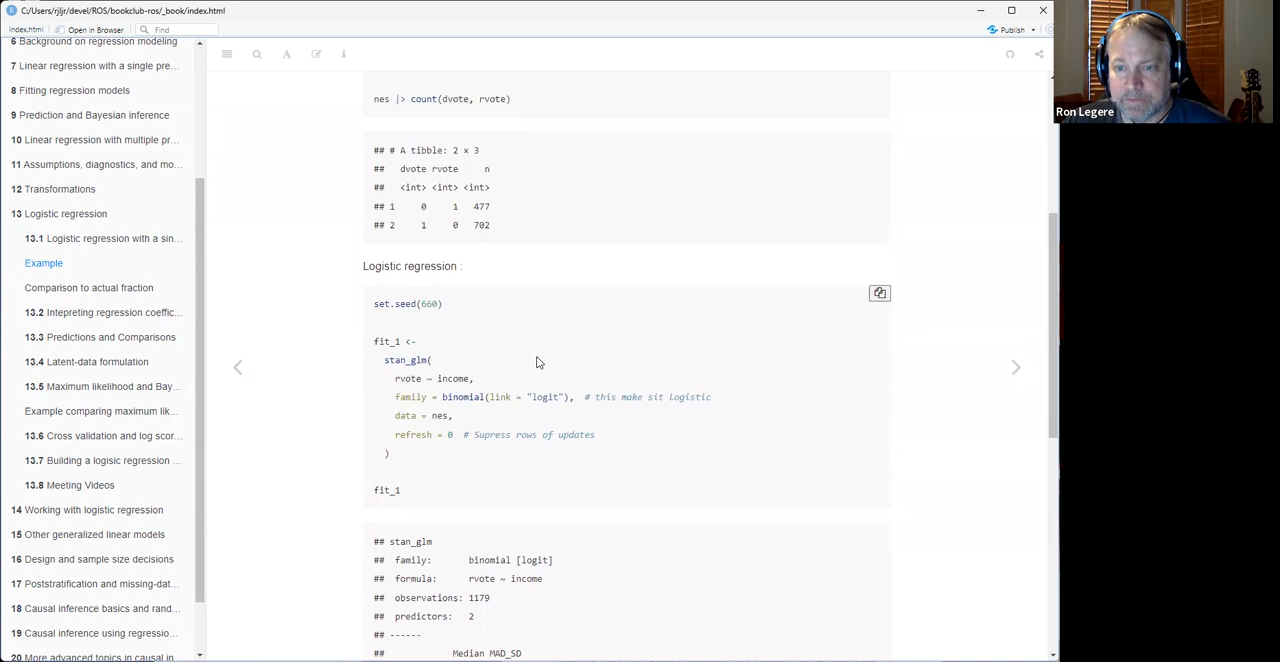 C:/Users/rjljr/devel/ROS/bookclub-ros/_book/index.html
index.html Open in Browser Find Publish
6 Background on regression modeling
7 Linear regression with a single pre...
8 Fitting regression models
9 Prediction and Bayesian inference
10 Linear regression with multiple pr...
11 Assumptions, diagnostics, and mo...
12 Transformations
13 Logistic regression
13.1 Logistic regression with a sin...
Example
Comparison to actual fraction
13.2 Intepreting regression coeffic...
13.3 Predictions and Comparisons
13.4 Latent-data formulation
13.5 Maximum likelihood and Bay...
Example comparing maximum lik...
13.6 Cross validation and log scor...
13.7 Building a logisic regression ...
13.8 Meeting Videos
14 Working with logistic regression
15 Other generalized linear models
16 Design and sample size decisions
17 Poststratification and missing-dat...
18 Causal inference basics and rand...
19 Causal inference using regressio...
20 More advanced topics in causal in
nes |> count(dvote, rvote)
## # A tibble: 2 × 3
##   dvote rvote     n
##   <int> <int> <int>
## 1     0     1   477
## 2     1     0   702
Logistic regression :
set.seed(660)
fit_1 <-
  stan_glm(
    rvote ~ income,
    family = binomial(link = "logit"),  # this make sit logistic
    data = nes,
    refresh = 0  # Supress rows of updates
  )
fit_1
## stan_glm
##  family:       binomial [logit]
##  formula:      rvote ~ income
##  observations: 1179
##  predictors:   2
## ------
##             Median MAD_SD
Ron Legere